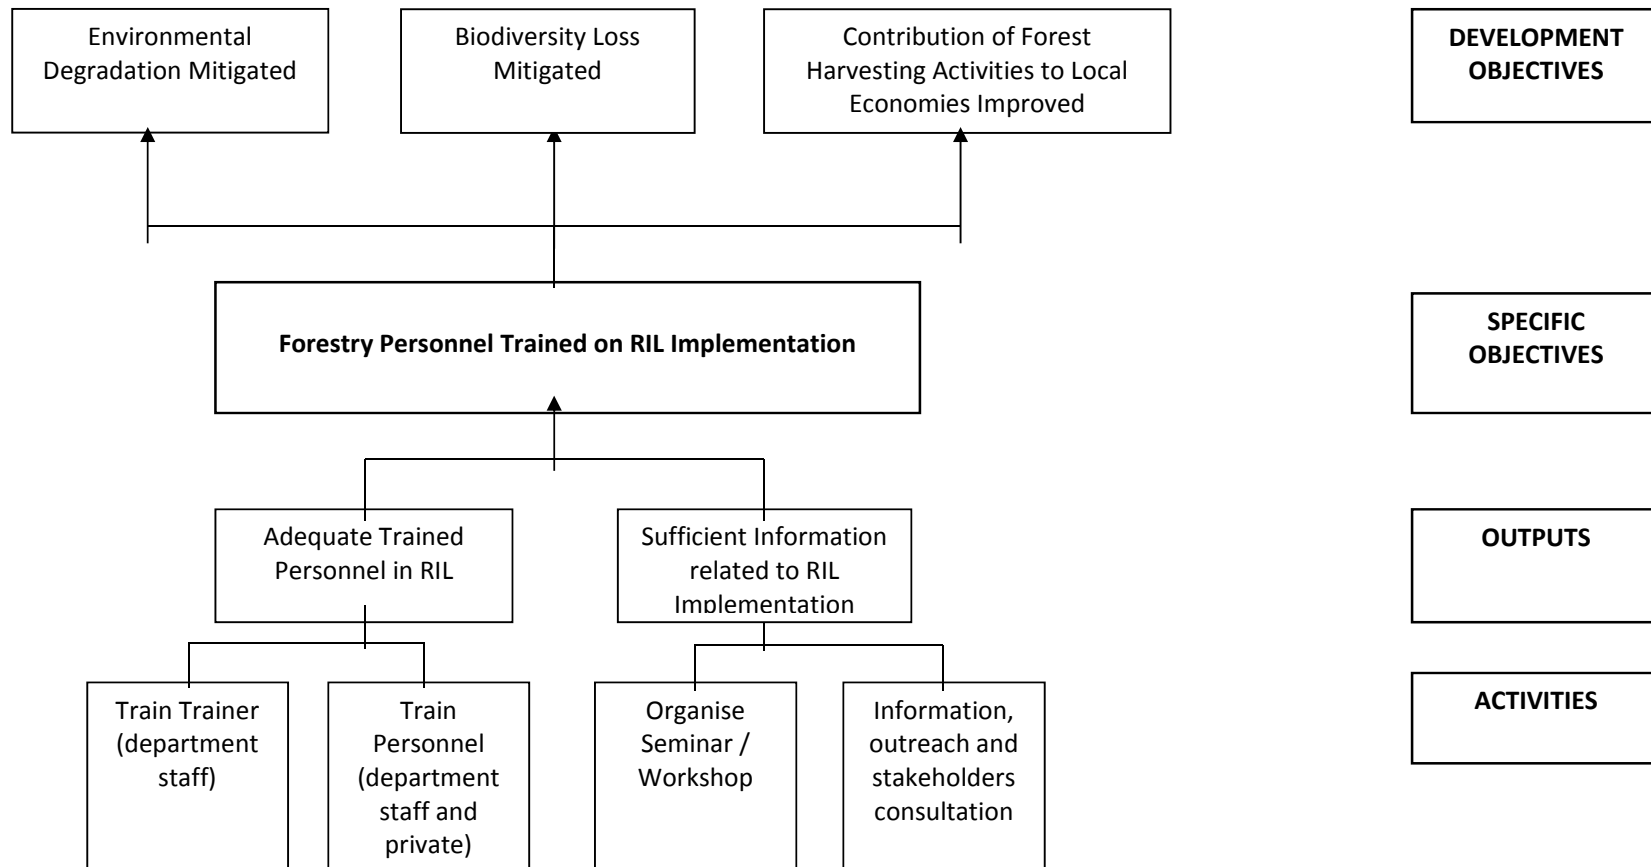 Environmental
Degradation Mitigated
Biodiversity Loss
Mitigated
Contribution of Forest
Harvesting Activities to Local
Economies Improved
DEVELOPMENT
OBJECTIVES
Forestry Personnel Trained on RIL Implementation
SPECIFIC
OBJECTIVES
Adequate Trained
Personnel in RIL
Sufficient Information
related to RIL
Implementation
OUTPUTS
Train Trainer
(department
staff)
Train
Personnel
(department
staff and
private)
Organise
Seminar /
Workshop
Information,
outreach and
stakeholders
consultation
ACTIVITIES